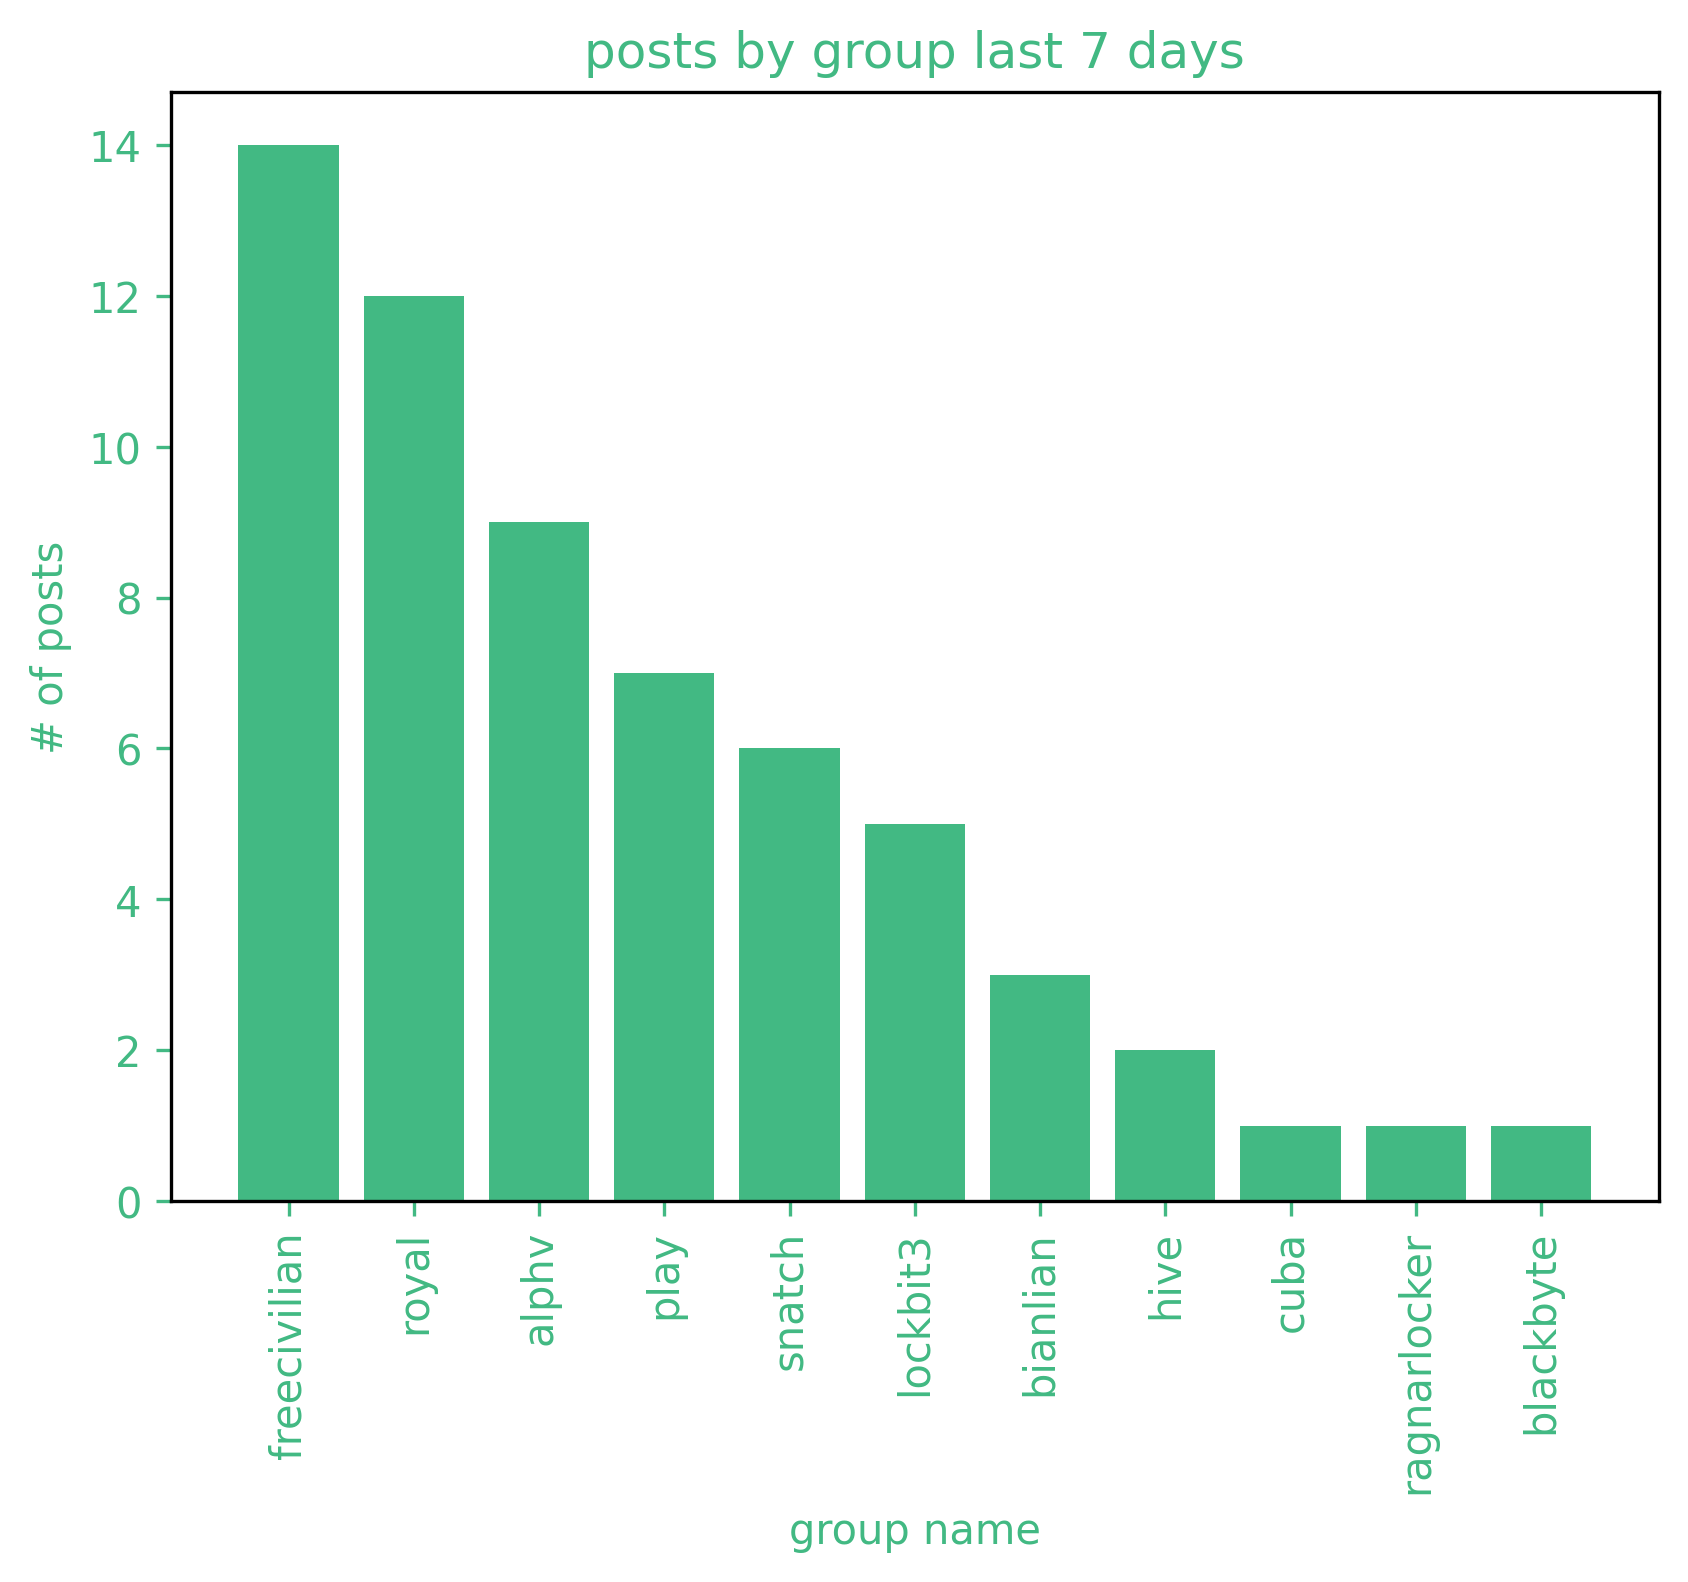 posts by group last 7 days
14
12
10
8
6
4
2
0
# of posts
freecivilian
royal
alphv
play
snatch
lockbit3
bianlian
hive
cuba
ragnarlocker
blackbyte
group name